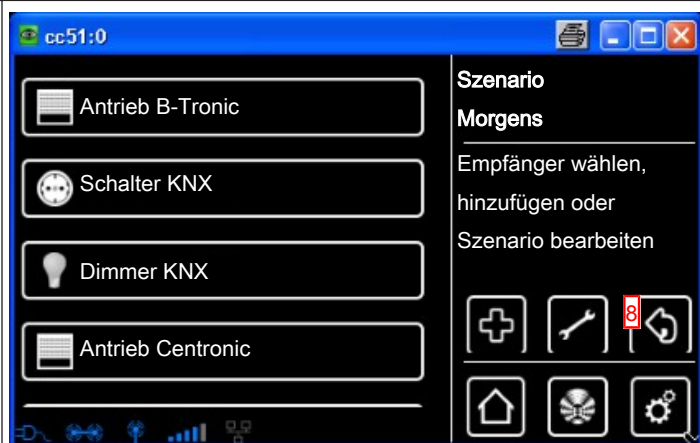 cc51:0
Antrieb B-Tronic
Schalter KNX
Dimmer KNX
Antrieb Centronic
Szenario
Morgens
Empfänger wählen,
hinzufügen oder
Szenario bearbeiten
8